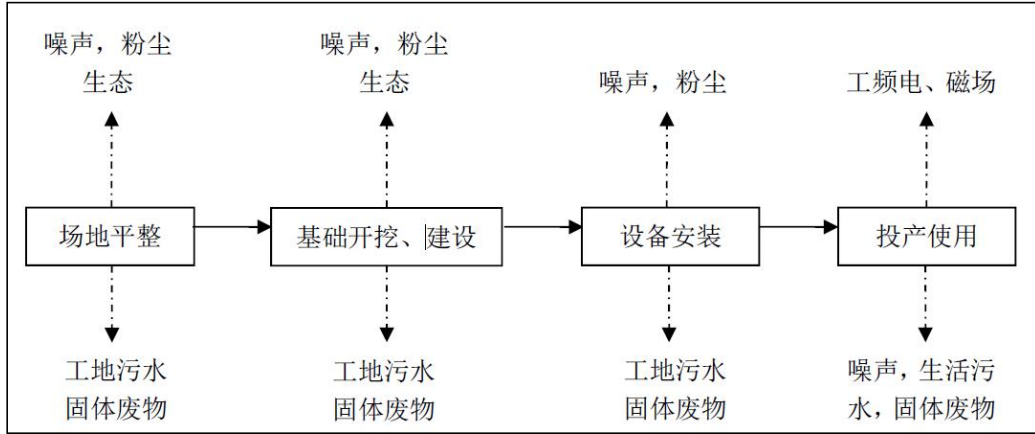 噪声，粉尘
生态
噪声，粉尘
生态
噪声，粉尘
工频电、磁场
场地平整
基础开挖、建设
设备安装
投产使用
工地污水
固体废物
工地污水
固体废物
工地污水
固体废物
噪声，生活污
水，固体废物